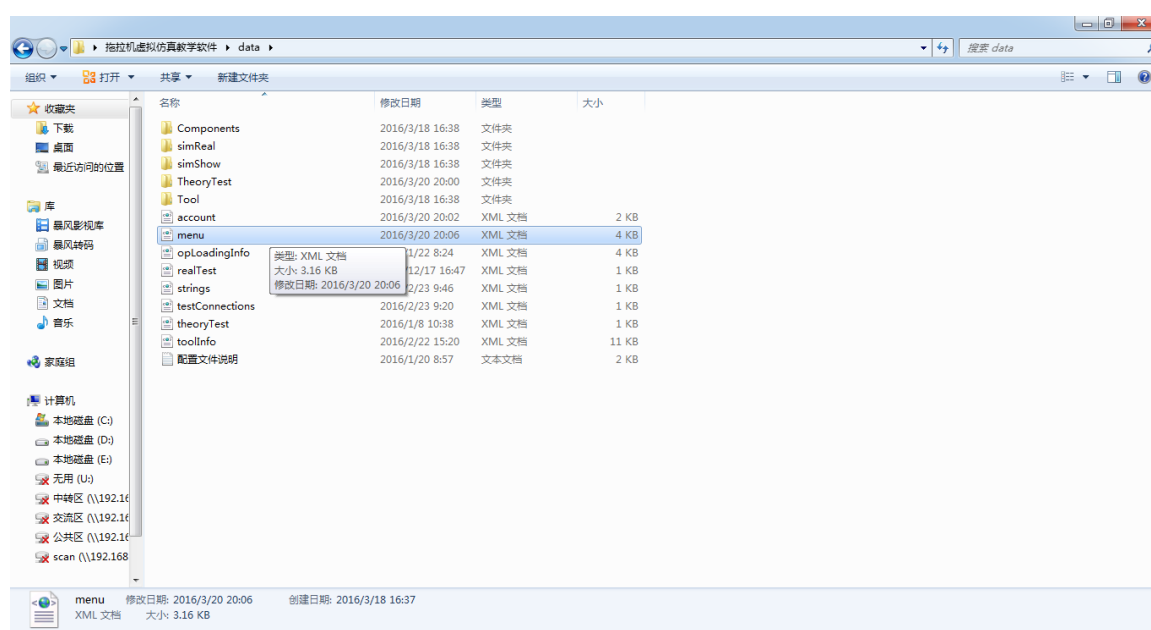 拖拉机虚拟仿真教学软件 data 搜索 data
组织 打开 共享 新建文件夹
名称 修改日期 类型 大小
收藏夹
下载
桌面
最近访问的位置
库
暴风影视库
暴风转码
视频
图片
文档
音乐
家庭组
计算机
本地磁盘 (C:)
本地磁盘 (D:)
本地磁盘 (E:)
无用 (U:)
中转区 (\\192.16
交流区 (\\192.16
公共区 (\\192.16
scan (\\192.168
Components 2016/3/18 16:38 文件夹
simReal 2016/3/18 16:38 文件夹
simShow 2016/3/18 16:38 文件夹
TheoryTest 2016/3/20 20:00 文件夹
Tool 2016/3/18 16:38 文件夹
account 2016/3/20 20:02 XML 文档 2 KB
menu 2016/3/20 20:06 XML 文档 4 KB
opLoadingInfo /1/22 8:24 XML 文档 4 KB
realTest /12/17 16:47 XML 文档 1 KB
strings /2/23 9:46 XML 文档 1 KB
testConnections 2016/2/23 9:20 XML 文档 1 KB
theoryTest 2016/1/8 10:38 XML 文档 1 KB
toolInfo 2016/2/22 15:20 XML 文档 11 KB
配置文件说明 2016/1/20 8:57 文本文档 2 KB
类型: XML 文档
大小: 3.16 KB
修改日期: 2016/3/20 20:06
menu 修改日期: 2016/3/20 20:06 创建日期: 2016/3/18 16:37
XML 文档 大小: 3.16 KB